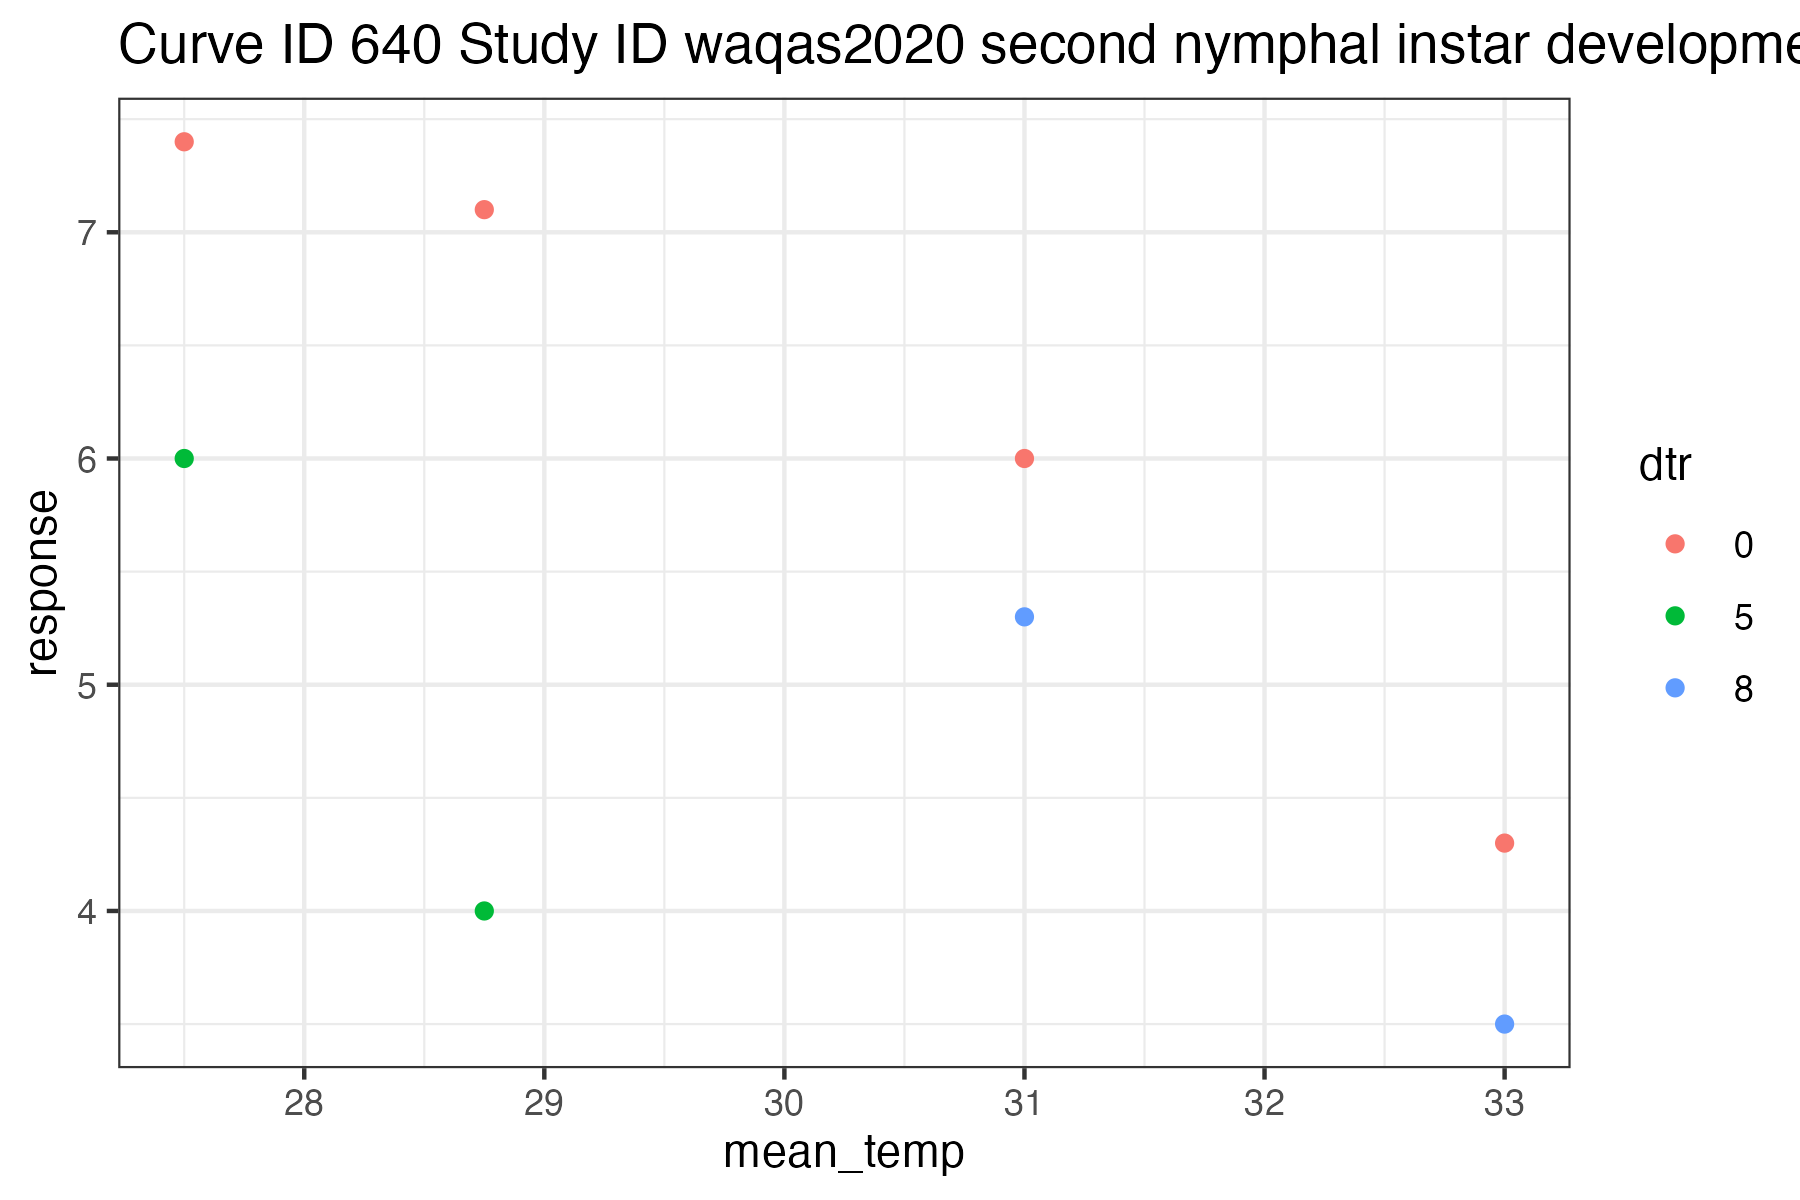 Curve ID 640 Study ID waqas2020 second nymphal instar developme
7
6
5
4
response
28 29 30 31 32 33
mean_temp
dtr
0
5
8